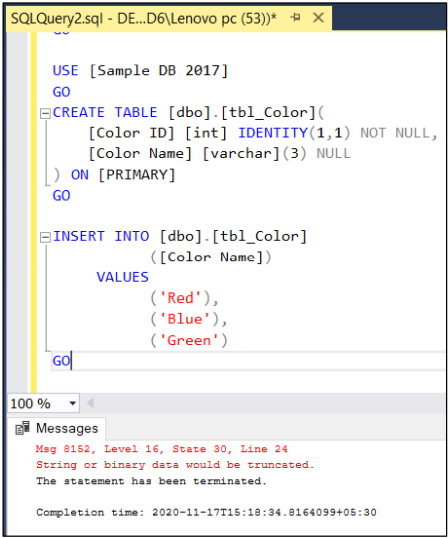 SQLQuery2.sql - DE...D6\Lenovo pc (53))*
GO
USE [Sample DB 2017]
GO
CREATE TABLE [dbo].[tbl_Color](
[Color ID] [int] IDENTITY(1,1) NOT NULL,
[Color Name] [varchar](3) NULL
) ON [PRIMARY]
GO
INSERT INTO [dbo].[tbl_Color]
([Color Name])
VALUES
('Red'),
('Blue'),
('Green')
GO
100 %
Messages
Msg 8152, Level 16, State 30, Line 24
String or binary data would be truncated.
The statement has been terminated.
Completion time: 2020-11-17T15:18:34.8164099+05:30